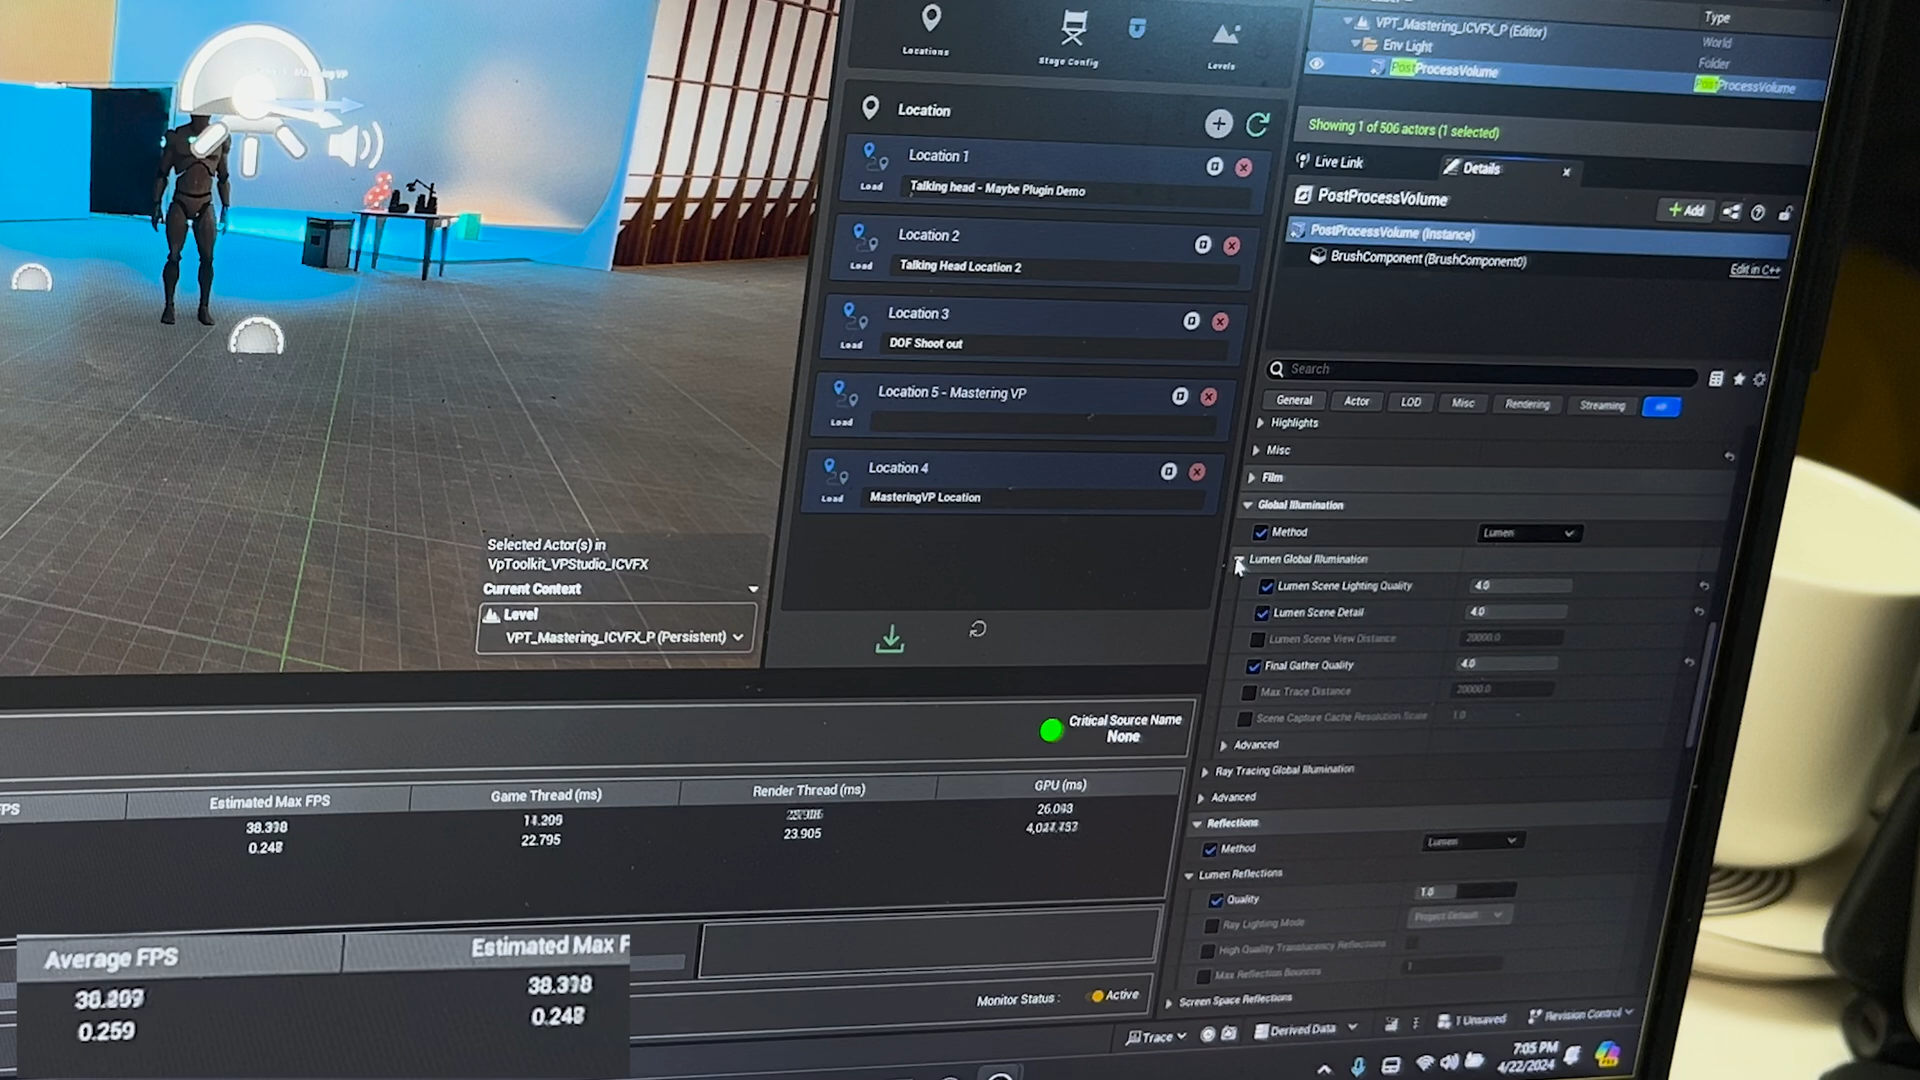 Locations
Stage Config
Levels
Location
Location 1
Load
Talking head - Maybe Plugin Demo
Location 2
Load
Talking Head Location 2
Location 3
Load
DOF Shoot out
Location 5 - Mastering VP
Load
Location 4
Load
MasteringVP Location
Selected Actor(s) in
VpToolkit_VPStudio_ICVFX
Current Context
Level
VPT_Mastering_ICVFX_P (Persistent)
Critical Source Name
None
FPS
Estimated Max FPS
Game Thread (ms)
Render Thread (ms)
GPU (ms)
38.318
0.248
22.795
23.905
Average FPS
Estimated Max F
0.259
38.318
0.248
Monitor Status :
Active
Type
VPT_Mastering_ICVFX_P (Editor)
World
Env Light
Folder
PostProcessVolume
PostProcessVolume
Showing 1 of 506 actors (1 selected)
Live Link
Details
PostProcessVolume
Add
PostProcessVolume (Instance)
BrushComponent (BrushComponent0)
Edit in C++
Search
General
Actor
LOD
Misc
Rendering
Streaming
All
Highlights
Misc
Film
Global Illumination
Method
Lumen
Lumen Global Illumination
Lumen Scene Lighting Quality
4.0
Lumen Scene Detail
4.0
Lumen Scene View Distance
20000.0
Final Gather Quality
4.0
Max Trace Distance
20000.0
Scene Capture Cache Resolution Scale
1.0
Advanced
Ray Tracing Global Illumination
Advanced
Reflections
Method
Lumen
Lumen Reflections
Quality
1.0
Ray Lighting Mode
Project Default
High Quality Translucency Reflections
Max Reflection Bounces
1
Screen Space Reflections
Trace
Derived Data
1 Unsaved
Revision Control
7:05 PM
4/22/2024